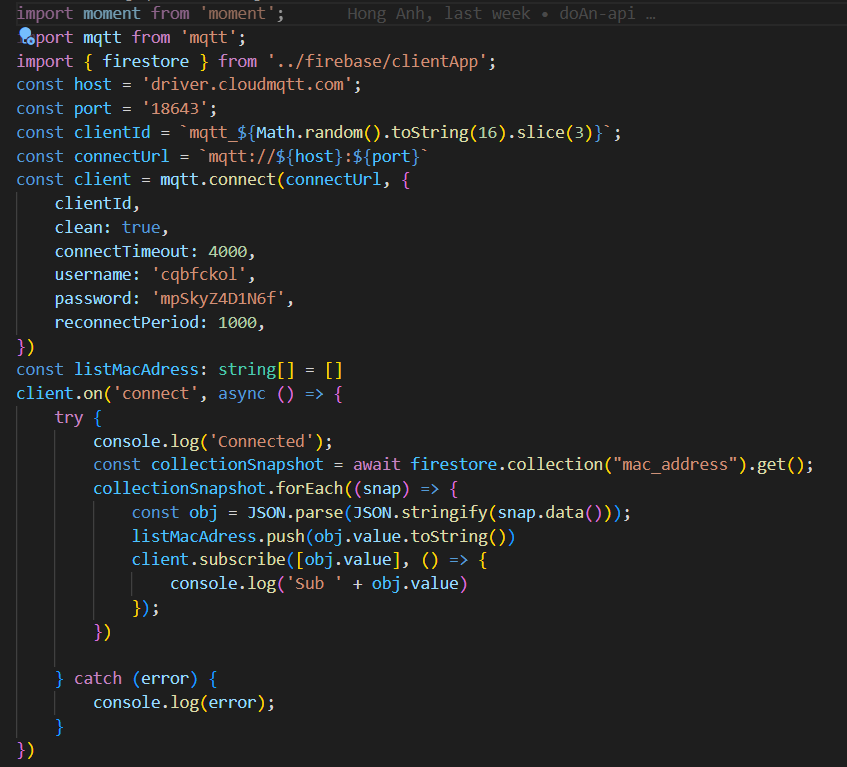 import moment from 'moment';     Hong Anh, last week • doAn-api …
import mqtt from 'mqtt';
import { firestore } from '../firebase/clientApp';
const host = 'driver.cloudmqtt.com';
const port = '18643';
const clientId = `mqtt_${Math.random().toString(16).slice(3)}`;
const connectUrl = `mqtt://${host}:${port}`
const client = mqtt.connect(connectUrl, {
    clientId,
    clean: true,
    connectTimeout: 4000,
    username: 'cqbfckol',
    password: 'mpSkyZ4D1N6f',
    reconnectPeriod: 1000,
})
const listMacAdress: string[] = []
client.on('connect', async () => {
    try {
        console.log('Connected');
        const collectionSnapshot = await firestore.collection("mac_address").get();
        collectionSnapshot.forEach((snap) => {
            const obj = JSON.parse(JSON.stringify(snap.data()));
            listMacAdress.push(obj.value.toString())
            client.subscribe([obj.value], () => {
                console.log('Sub ' + obj.value)
            });
        })
    } catch (error) {
        console.log(error);
    }
})